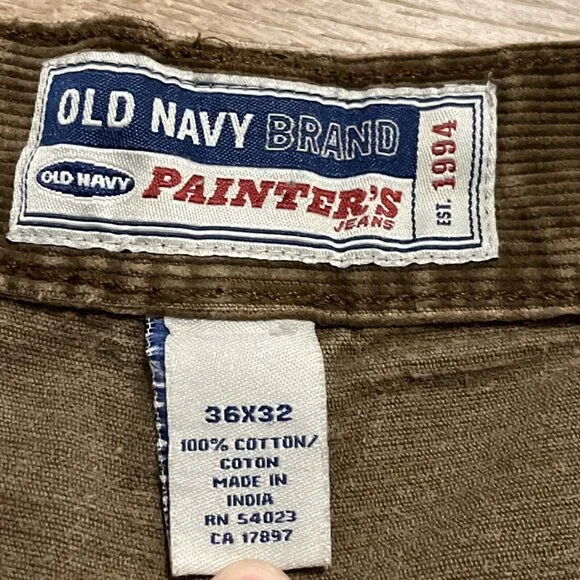 OLD NAVY BRAND
OLD NAVY PAINTER'S
JEANS
EST. 1994
36X32
100% COTTON/
COTON
MADE IN
INDIA
RN 54023
CA 17897